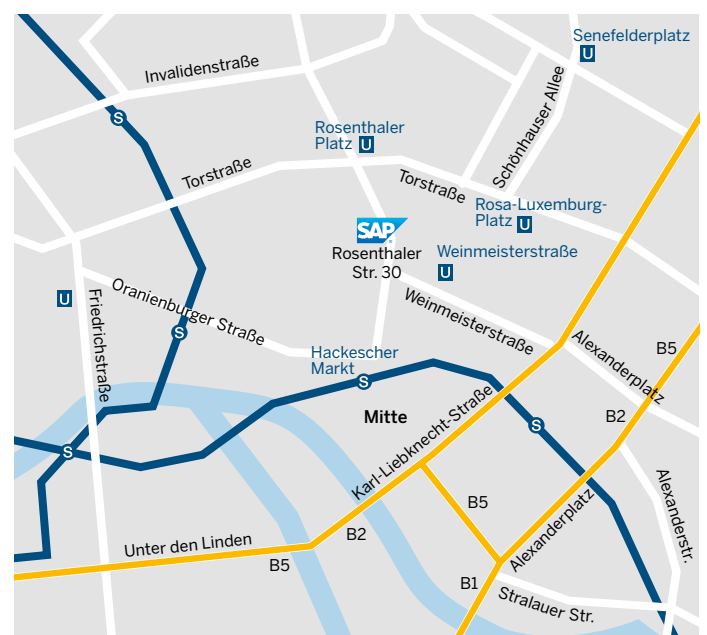 Senefelderplatz
U
Invalidenstraße
Schönhauser Allee
S
Rosenthaler
Platz U
Torstraße
Torstraße
Rosa-Luxemburg-
Platz U
SAP
Rosenthaler
Str. 30
Weinmeisterstraße
U
U
Friedrichstraße
Oranienburger Straße
Weinmeisterstraße
S
Alexanderplatz
B5
Hackescher
Markt S
Mitte
Karl-Liebknecht-Straße
B2
S
S
Alexanderstr.
B5
Alexanderplatz
Unter den Linden
B2
B5
B1
Stralauer Str.